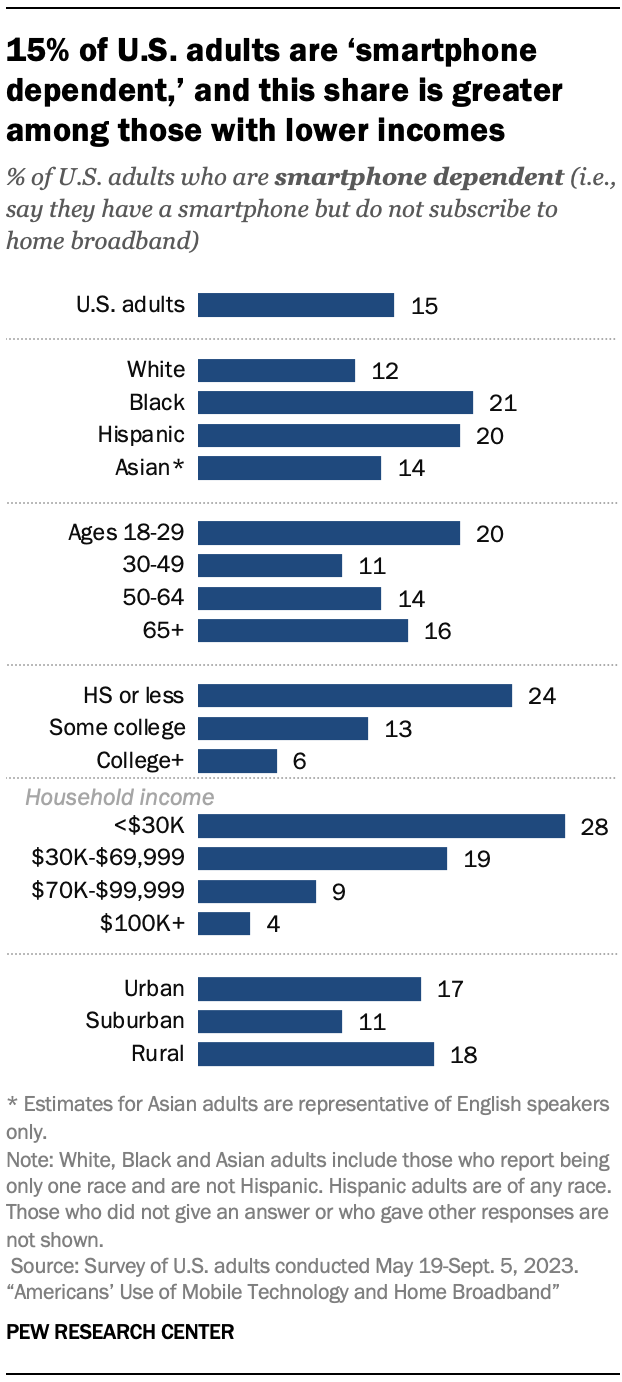 15% of U.S. adults are ‘smartphone
dependent,’ and this share is greater
among those with lower incomes
% of U.S. adults who are smartphone dependent (i.e.,
say they have a smartphone but do not subscribe to
home broadband)
U.S. adults 15
White 12
Black 21
Hispanic 20
Asian* 14
Ages 18-29 20
30-49 11
50-64 14
65+ 16
HS or less 24
Some college 13
College+ 6
Household income
<$30K 28
$30K-$69,999 19
$70K-$99,999 9
$100K+ 4
Urban 17
Suburban 11
Rural 18
* Estimates for Asian adults are representative of English speakers
only.
Note: White, Black and Asian adults include those who report being
only one race and are not Hispanic. Hispanic adults are of any race.
Those who did not give an answer or who gave other responses are
not shown.
Source: Survey of U.S. adults conducted May 19-Sept. 5, 2023.
“Americans’ Use of Mobile Technology and Home Broadband”
PEW RESEARCH CENTER